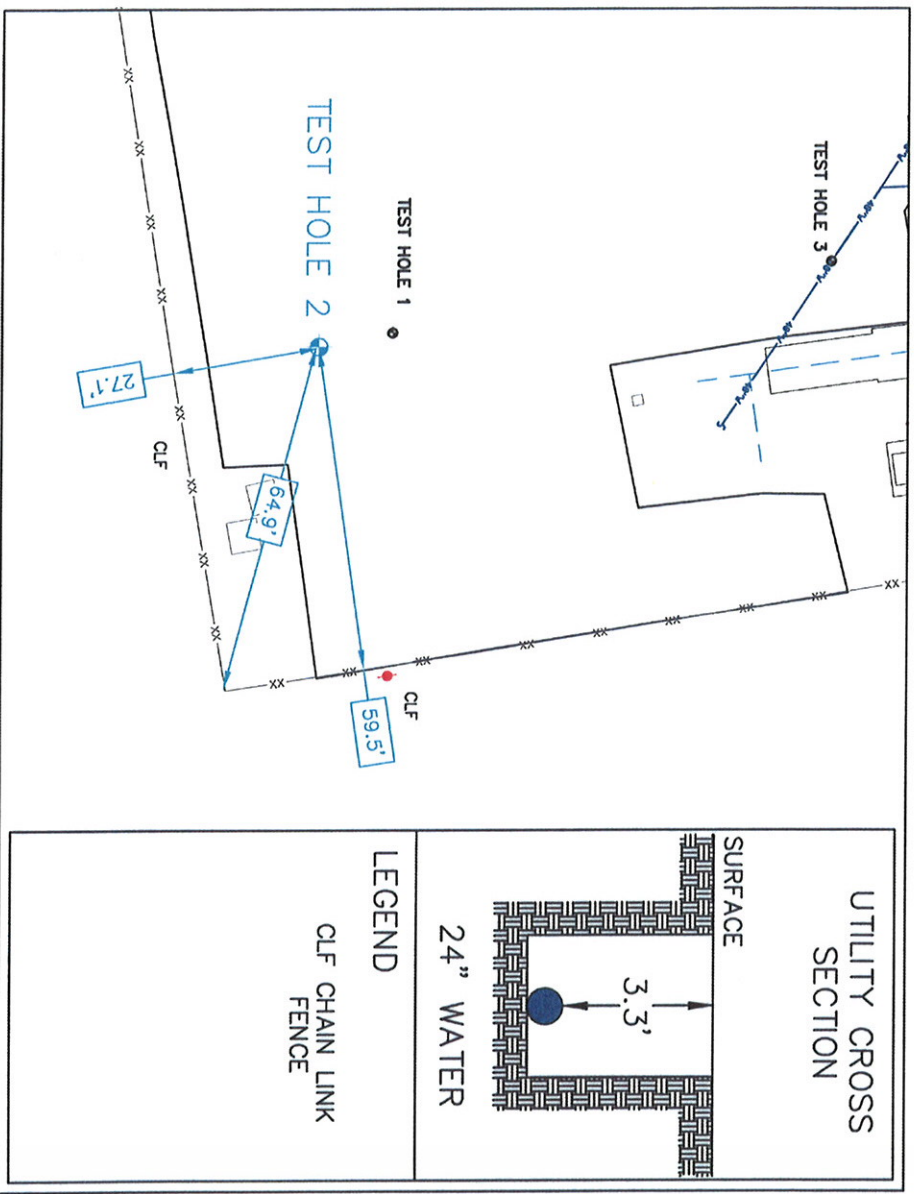 TEST HOLE 3
TEST HOLE 1
TEST HOLE 2
27.1'
64.9'
59.5'
CLF
CLF
UTILITY CROSS
SECTION
SURFACE
3.3'
24" WATER
LEGEND
CLF CHAIN LINK
FENCE